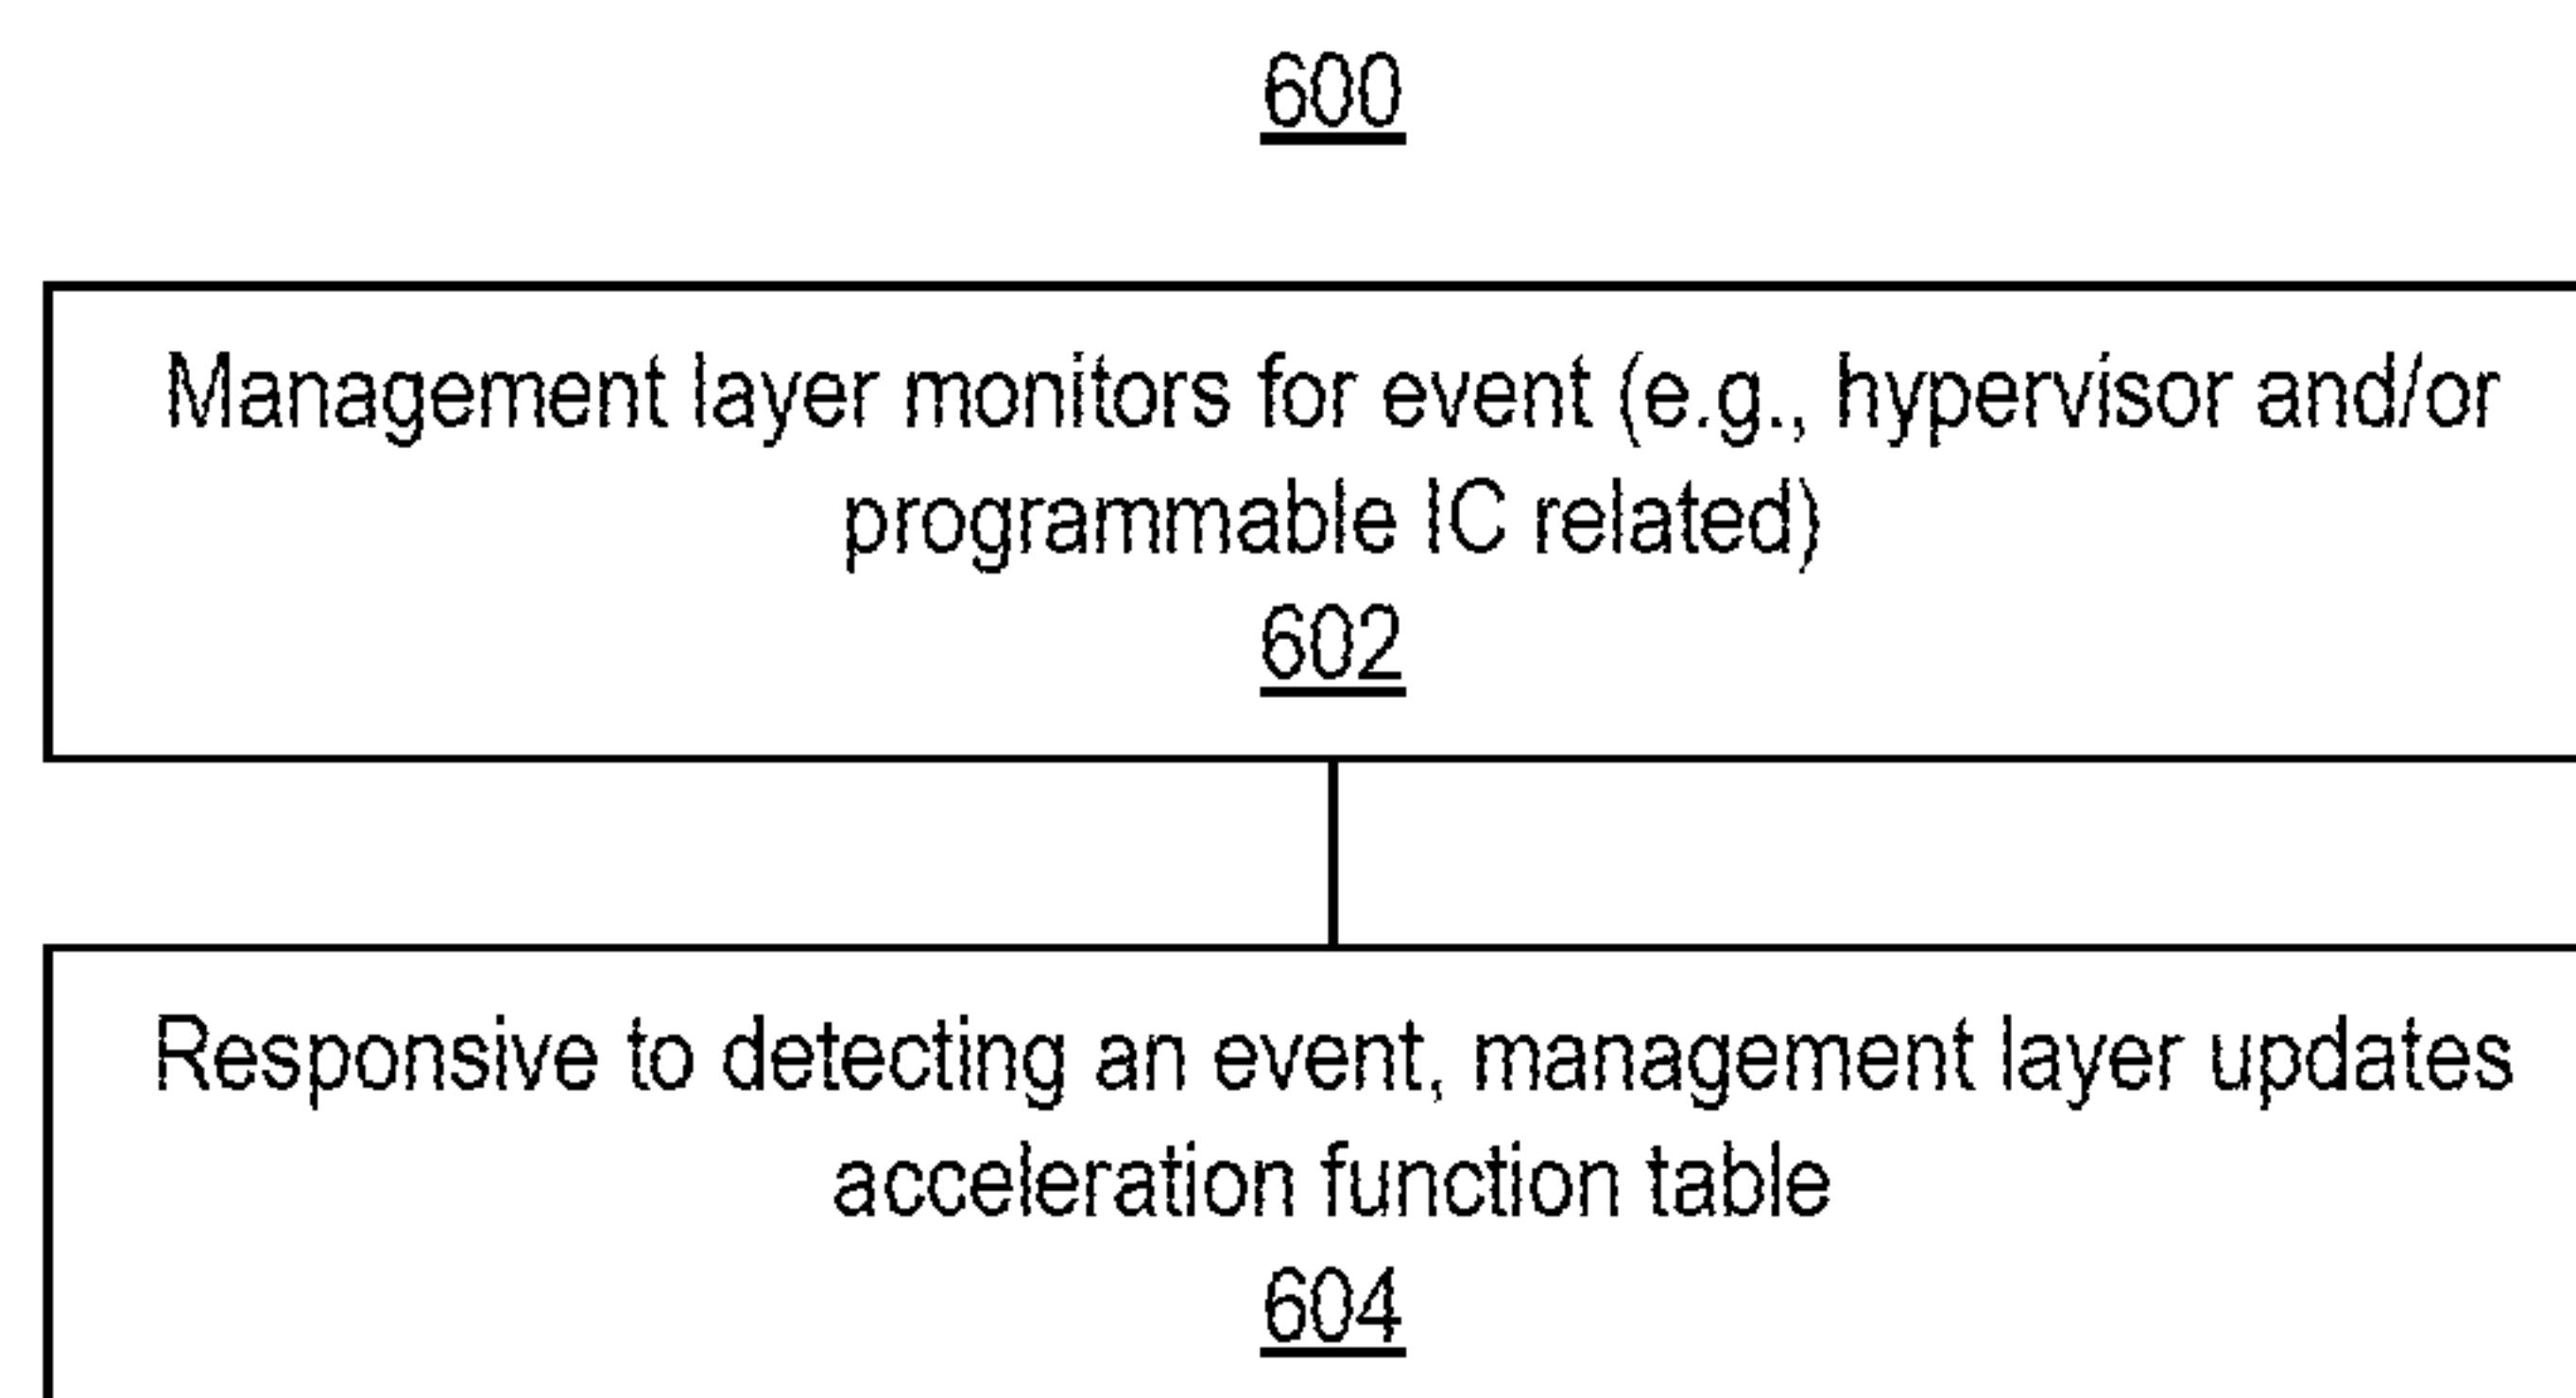 600
Management layer monitors for event (e.g., hypervisor and/or
programmable IC related)
602
Responsive to detecting an event, management layer updates
acceleration function table
604